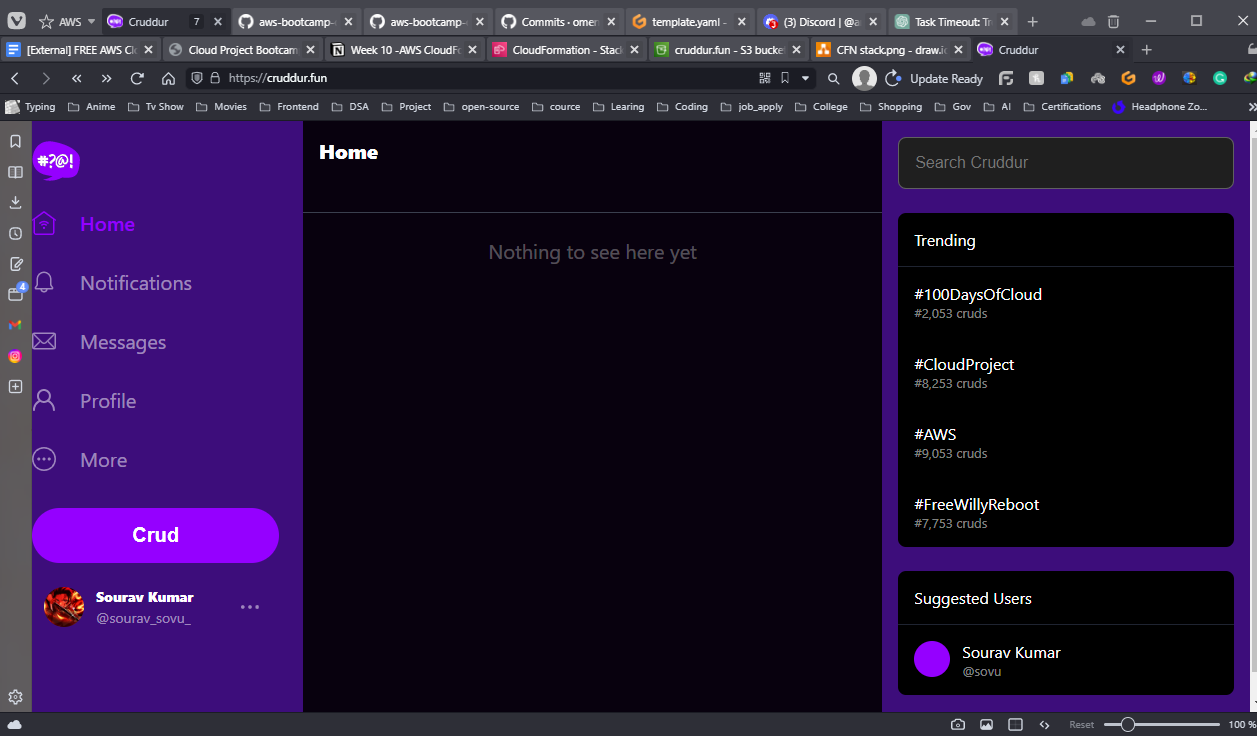 AWS
Cruddur
7
aws-bootcamp-
aws-bootcamp-
Commits · omen
template.yaml -
(3) Discord | @a
Task Timeout: Tr
[External] FREE AWS Clo
Cloud Project Bootcam
Week 10 -AWS CloudFo
CloudFormation - Stack
cruddur.fun - S3 bucket
CFN stack.png - draw.io
Cruddur
https://cruddur.fun
Update Ready
Typing
Anime
Tv Show
Movies
Frontend
DSA
Project
open-source
cource
Learing
Coding
job_apply
College
Shopping
Gov
AI
Certifications
Headphone Zo...
4
#?@!
Home
Notifications
Messages
Profile
More
Crud
Sourav Kumar
@sourav_sovu_
Home
Nothing to see here yet
Search Cruddur
Trending
#100DaysOfCloud
#2,053 cruds
#CloudProject
#8,253 cruds
#AWS
#9,053 cruds
#FreeWillyReboot
#7,753 cruds
Suggested Users
Sourav Kumar
@sovu
Reset
100 %